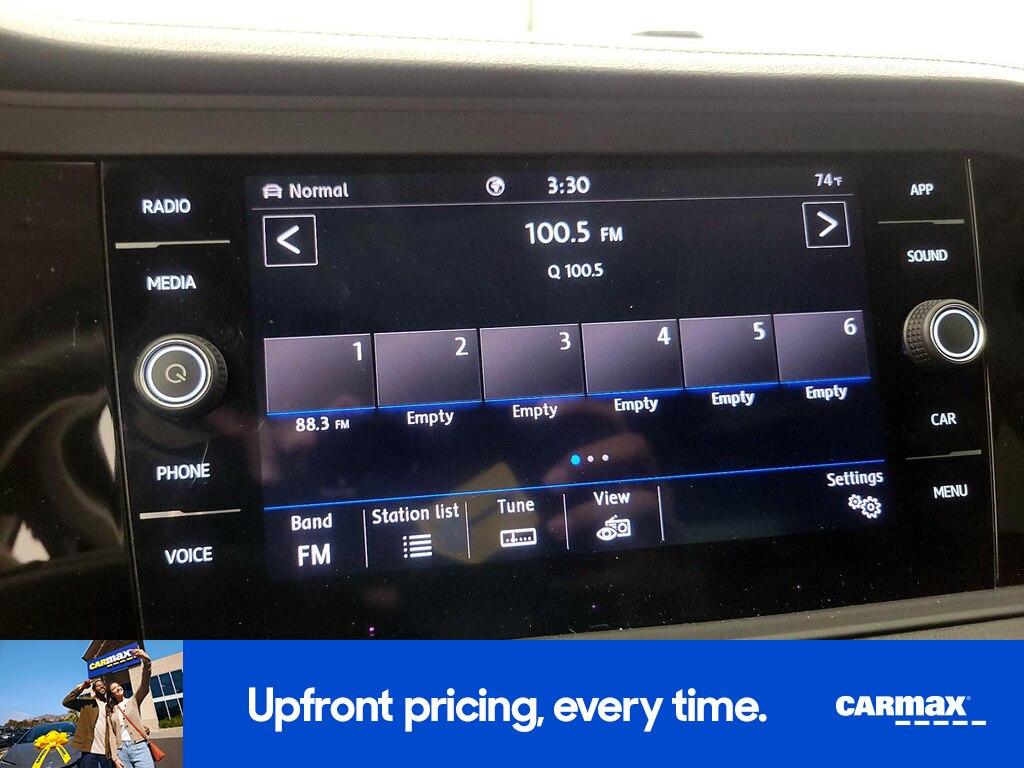 RADIO
MEDIA
PHONE
VOICE
Normal
3:30
74°F
100.5 FM
Q 100.5
1
2
3
4
5
6
88.3 FM
Empty
Empty
Empty
Empty
Empty
Band
FM
Station list
Tune
View
Settings
APP
SOUND
CAR
MENU
CARMAX
Upfront pricing, every time.
CARMAX